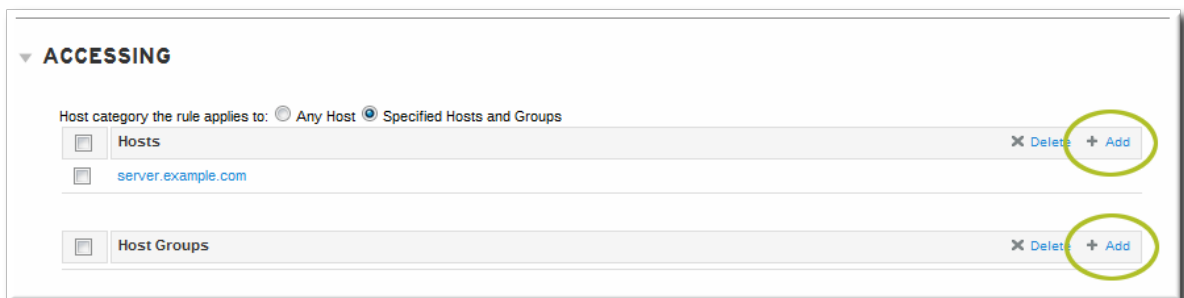 ACCESSING
Host category the rule applies to: Any Host Specified Hosts and Groups
Hosts Delete + Add
server.example.com
Host Groups Delete + Add